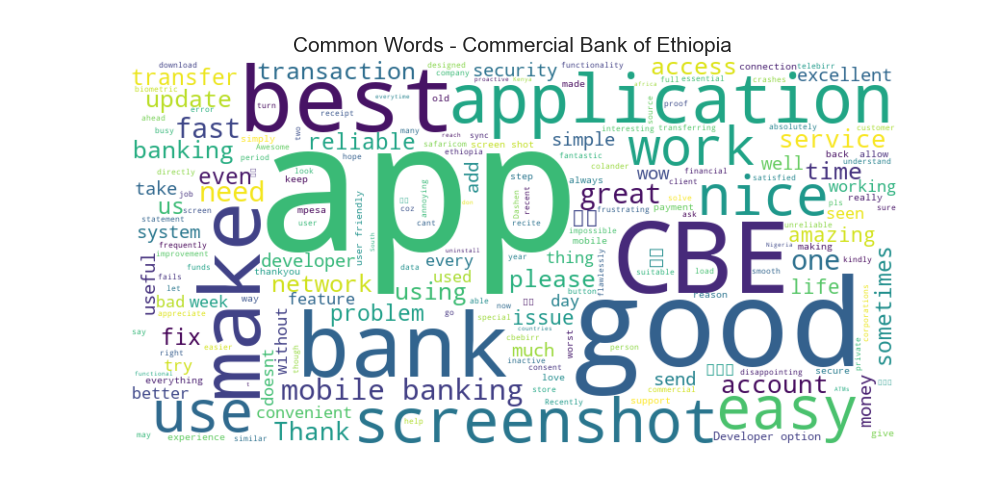 Common Words - Commercial Bank of Ethiopia
download
transfer
transaction
security
designed
company
functionality
connection
telebirr
access
excellent
biometric
error
turn
everytime
proactive
Kenya
made
full
essential
crashes
africa
update
best
application
ahead
receipt
old
many
reach
sync
source
proof
busy
fast
simply
Awesome
two
reliable
safaricom
screen shot
simple
interesting
transferring
absolutely
customer
service
banking
period
hope
ethiopia
fantastic
work
wow
colander
back
allow
understand
directly
even
look
keep
add
step
always
great
client
financial
well
satisfied
time
take
job
need
app
annoying
recent
Dashen
frustrating
solve
payment
ask
nice
pls
working
really
sure
us
screen
statement
mpesa
coz
cant
user
recite
impossible
mobile
CBE
seen
unreliable
system
make
user friendly
South
uninstall
year
thing
flawlessly
suitable
load
Nigeria
smooth
making
amazing
kindly
frequently
improvement
developer
every
data
used
please
button
reason
one
life
useful
fails
funds
thankyou
network
using
able
now
day
good
let
bad
week
way
feature
problem
go
special
issue
countries
private
corporations
sometimes
appreciate
say
fix
without
bank
cbebirr
much
worst
person
disappointing
secure
right
easier
though
inactive
consent
try
doesnt
functional
everything
better
mobile banking
love
store
send
account
commercial
support
money
ATMs
use
convenient
Recently
screenshot
easy
Thank
help
may
experience
similar
Developer option
give